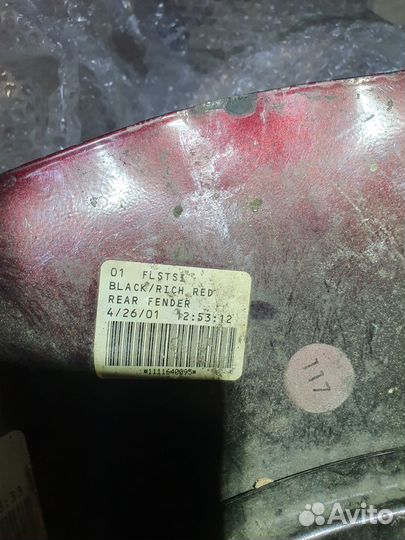 01 FLSTSI
BLACK/RICH RED
REAR FENDER
4/26/01 12:53:12
*1111640095*
117
Avito